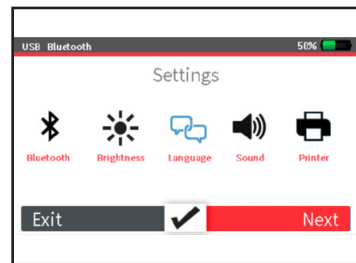 USB Bluetooth 50%
Settings
Bluetooth Brightness Language Sound Printer
Exit Next